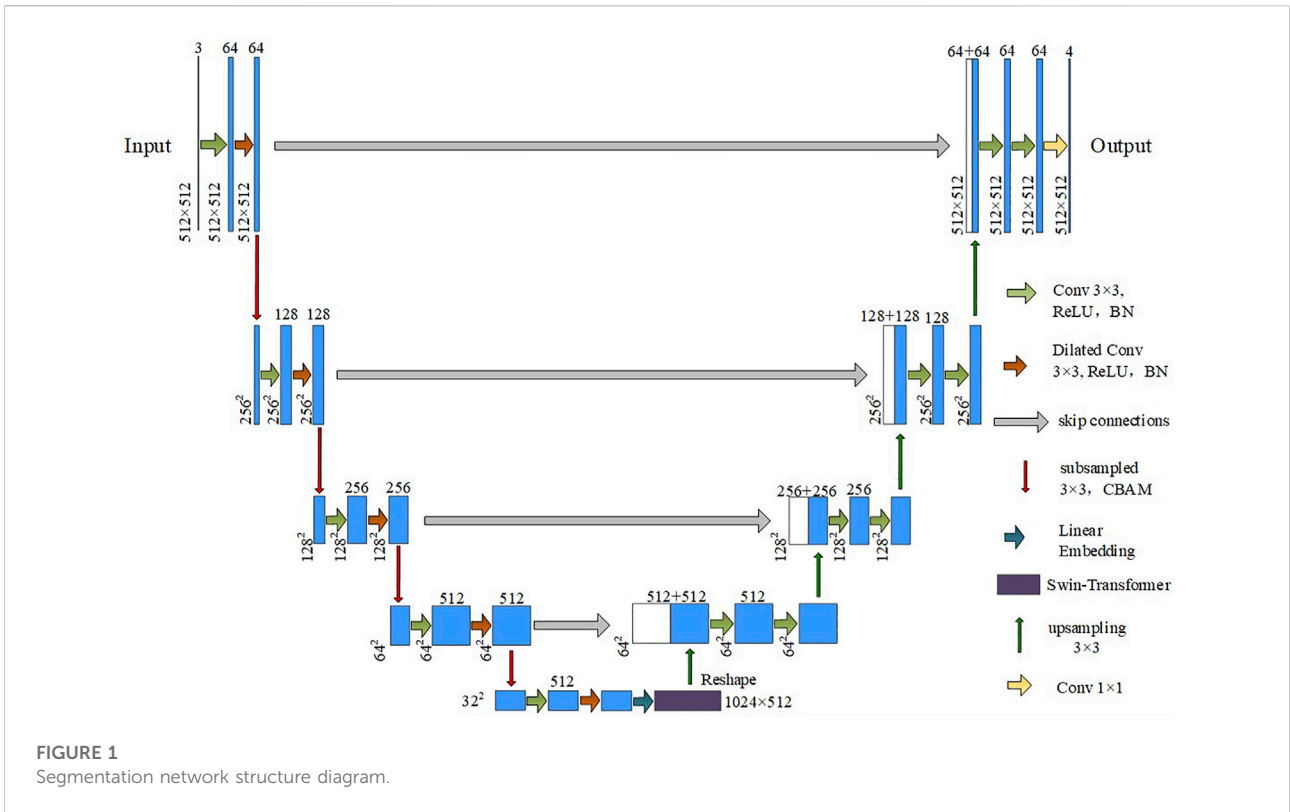 3 64 64
64+64 64 64 4
Input
Output
512×512 512×512 512×512
512×512 512×512 512×512 512×512
128 128
128+128 128
256² 256² 256²
256² 256² 256²
256 256
256+256 256
128² 128² 128²
128² 128² 128²
512 512
512+512 512
64² 64² 64²
64² 64² 64² 
32²
512
Reshape
1024×512
Conv 3×3,
ReLU, BN
Dilated Conv
3×3, ReLU, BN
skip connections
subsampled
3×3, CBAM
Linear
Embedding
Swin-Transformer
upsampling
3×3
Conv 1×1
FIGURE 1
Segmentation network structure diagram.